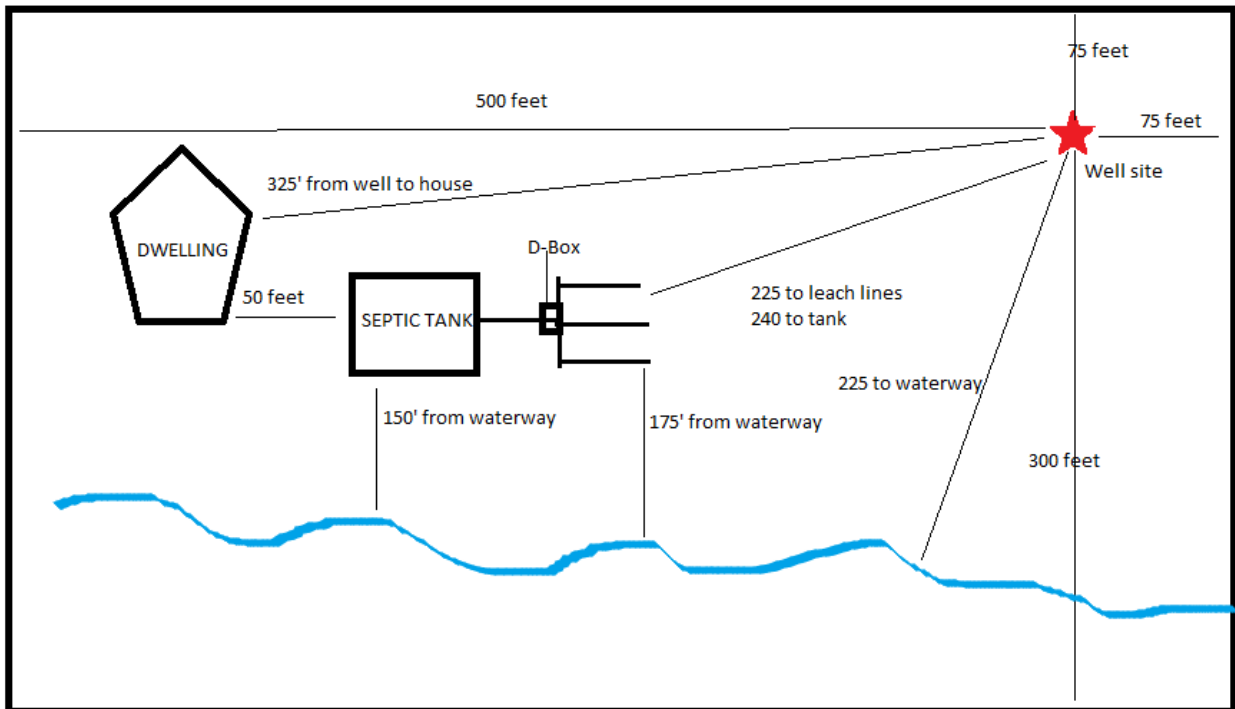 75 feet
500 feet
75 feet
Well site
325' from well to house
DWELLING
D-Box
50 feet
SEPTIC TANK
225 to leach lines
240 to tank
225 to waterway
150' from waterway
175' from waterway
300 feet